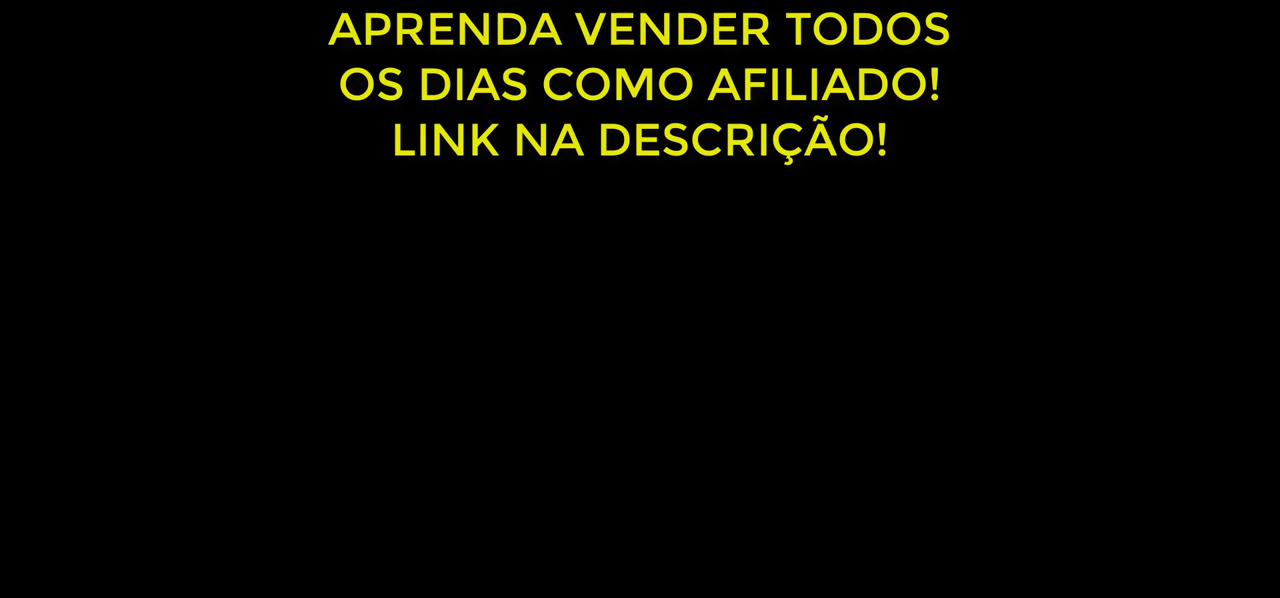 APRENDA VENDER TODOS
OS DIAS COMO AFILIADO!
LINK NA DESCRIÇÃO!